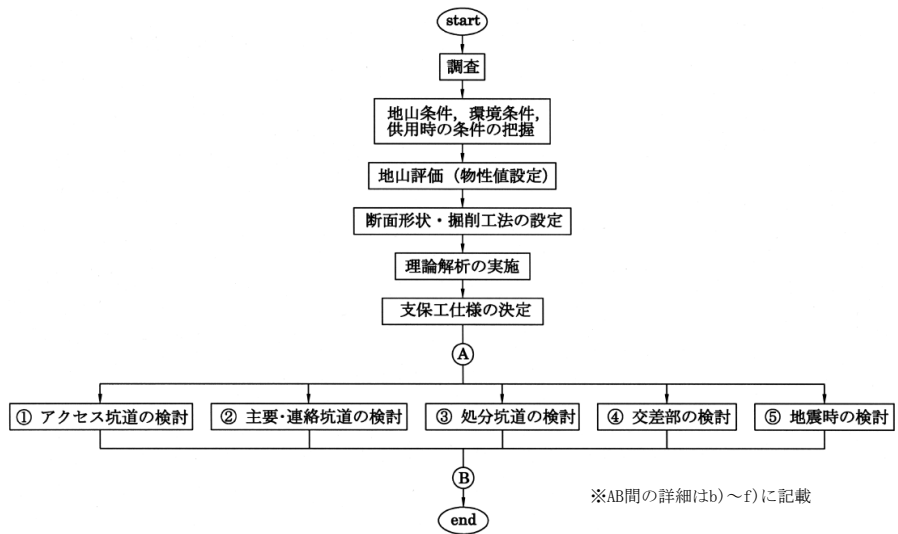 start
調査
地山条件，環境条件，
供用時の条件の把握
地山評価（物性値設定）
断面形状・掘削工法の設定
理論解析の実施
支保工仕様の決定
A
① アクセス坑道の検討
② 主要・連絡坑道の検討
③ 処分坑道の検討
④ 交差部の検討
⑤ 地震時の検討
B
※AB間の詳細はb)～f)に記載
end